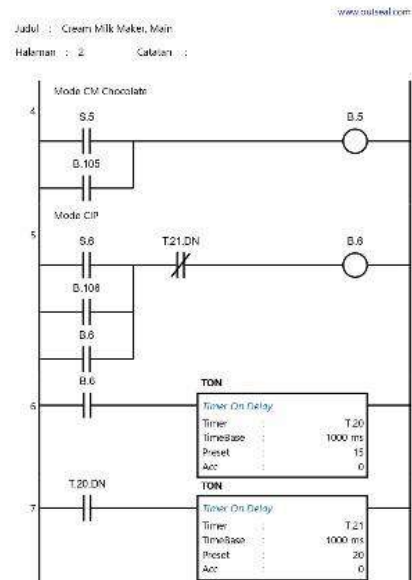 www.outseal.com
Judul : Cream Milk Maker, Main
Halaman : 2 Catatan :
Mode CM Chocolate
4
S.5 B.5
B.105
Mode CIP
5
S.6 T.21.DN B.6
B.106
B.6
B.6
TON
6
Timer On Delay
Timer : T.20
TimeBase : 1000 ms
Preset : 15
Acc : 0
T.20.DN
TON
7
Timer On Delay
Timer : T.21
TimeBase : 1000 ms
Preset : 20
Acc : 0